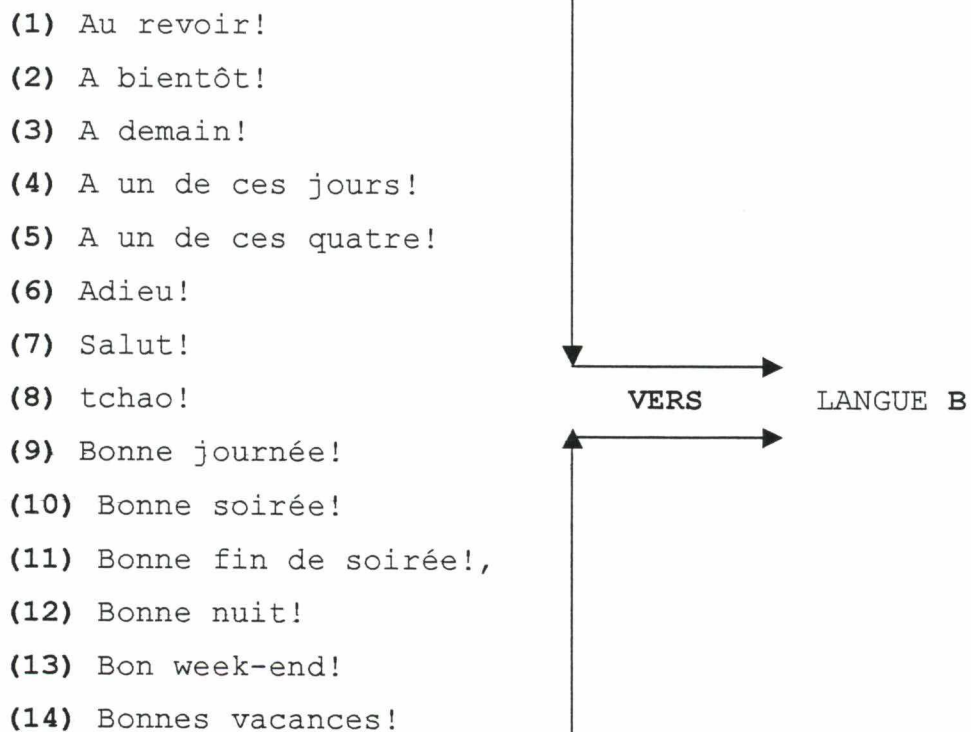 (1) Au revoir!
(2) A bientôt!
(3) A demain!
(4) A un de ces jours!
(5) A un de ces quatre!
(6) Adieu!
(7) Salut!
(8) tchao!
VERS
LANGUE B
(9) Bonne journée!
(10) Bonne soirée!
(11) Bonne fin de soirée!,
(12) Bonne nuit!
(13) Bon week-end!
(14) Bonnes vacances!